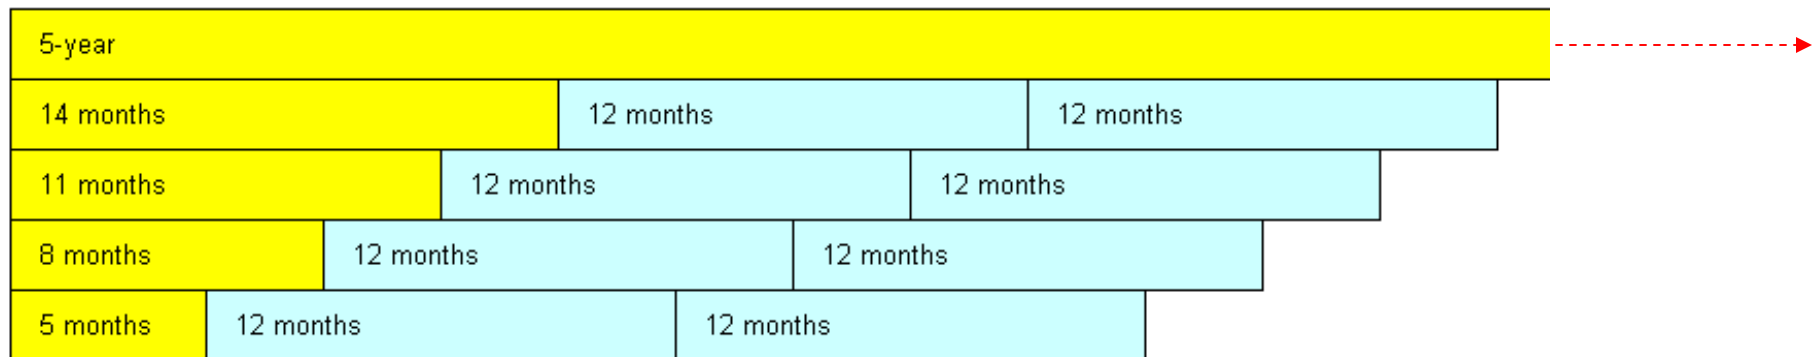 5-year
14 months 12 months 12 months
11 months 12 months 12 months
8 months 12 months 12 months
5 months 12 months 12 months